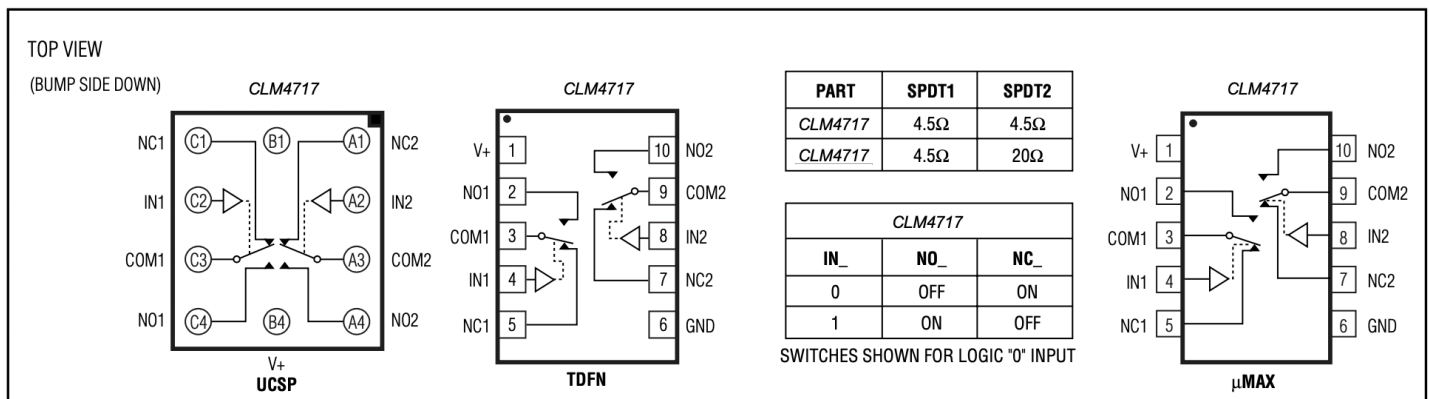 TOP VIEW
(BUMP SIDE DOWN)
CLM4717
NC1 C1 B1 A1 NC2
IN1 C2 A2 IN2
COM1 C3 A3 COM2
NO1 C4 B4 A4 NO2
V+
UCSP
CLM4717
V+ 1 10 NO2
NO1 2 9 COM2
COM1 3 8 IN2
IN1 4 7 NC2
NC1 5 6 GND
TDFN
PART SPDT1 SPDT2
CLM4717 4.5Ω 4.5Ω
CLM4717 4.5Ω 20Ω
CLM4717
IN_ NO_ NC_
0 OFF ON
1 ON OFF
SWITCHES SHOWN FOR LOGIC "0" INPUT
CLM4717
V+ 1 10 NO2
NO1 2 9 COM2
COM1 3 8 IN2
IN1 4 7 NC2
NC1 5 6 GND
μMAX